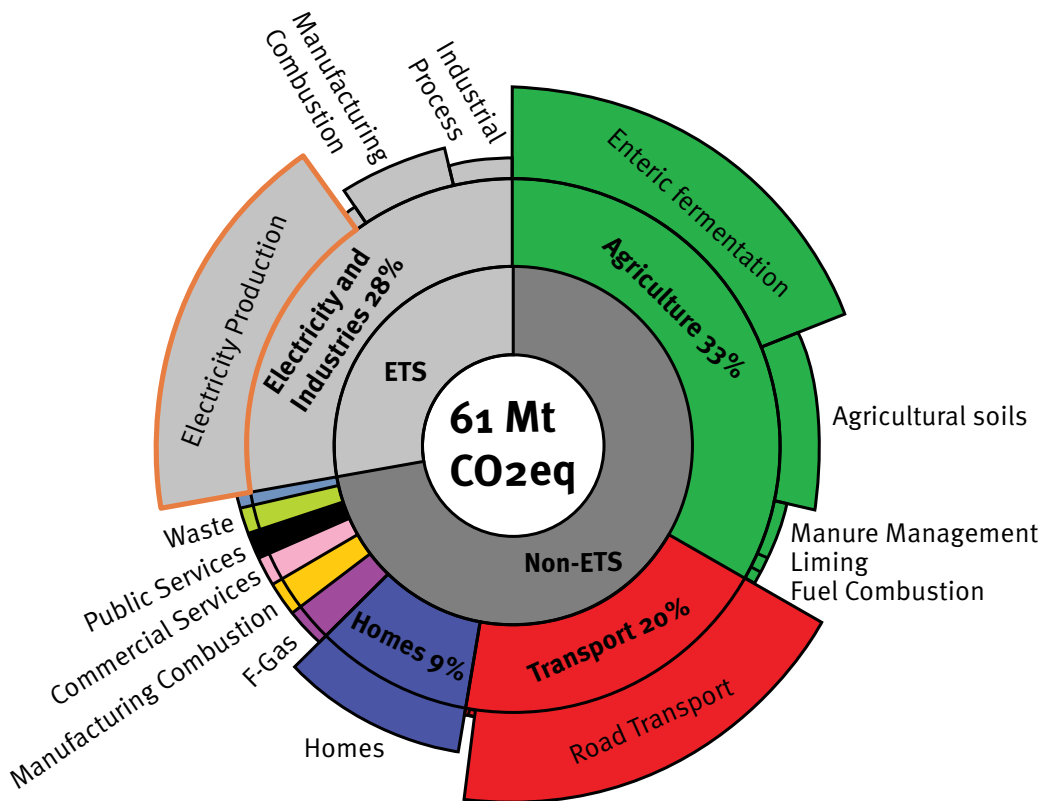 Manufacturing
Combustion
Industrial
Process
Enteric fermentation
Electricity Production
Electricity and
Industries 28%
Agriculture 33%
ETS
61 Mt
CO2eq
Agricultural soils
Non-ETS
Manure Management
Liming
Fuel Combustion
Waste
Public Services
Commercial Services
Manufacturing Combustion
F-Gas
Homes 9%
Homes
Transport 20%
Road Transport